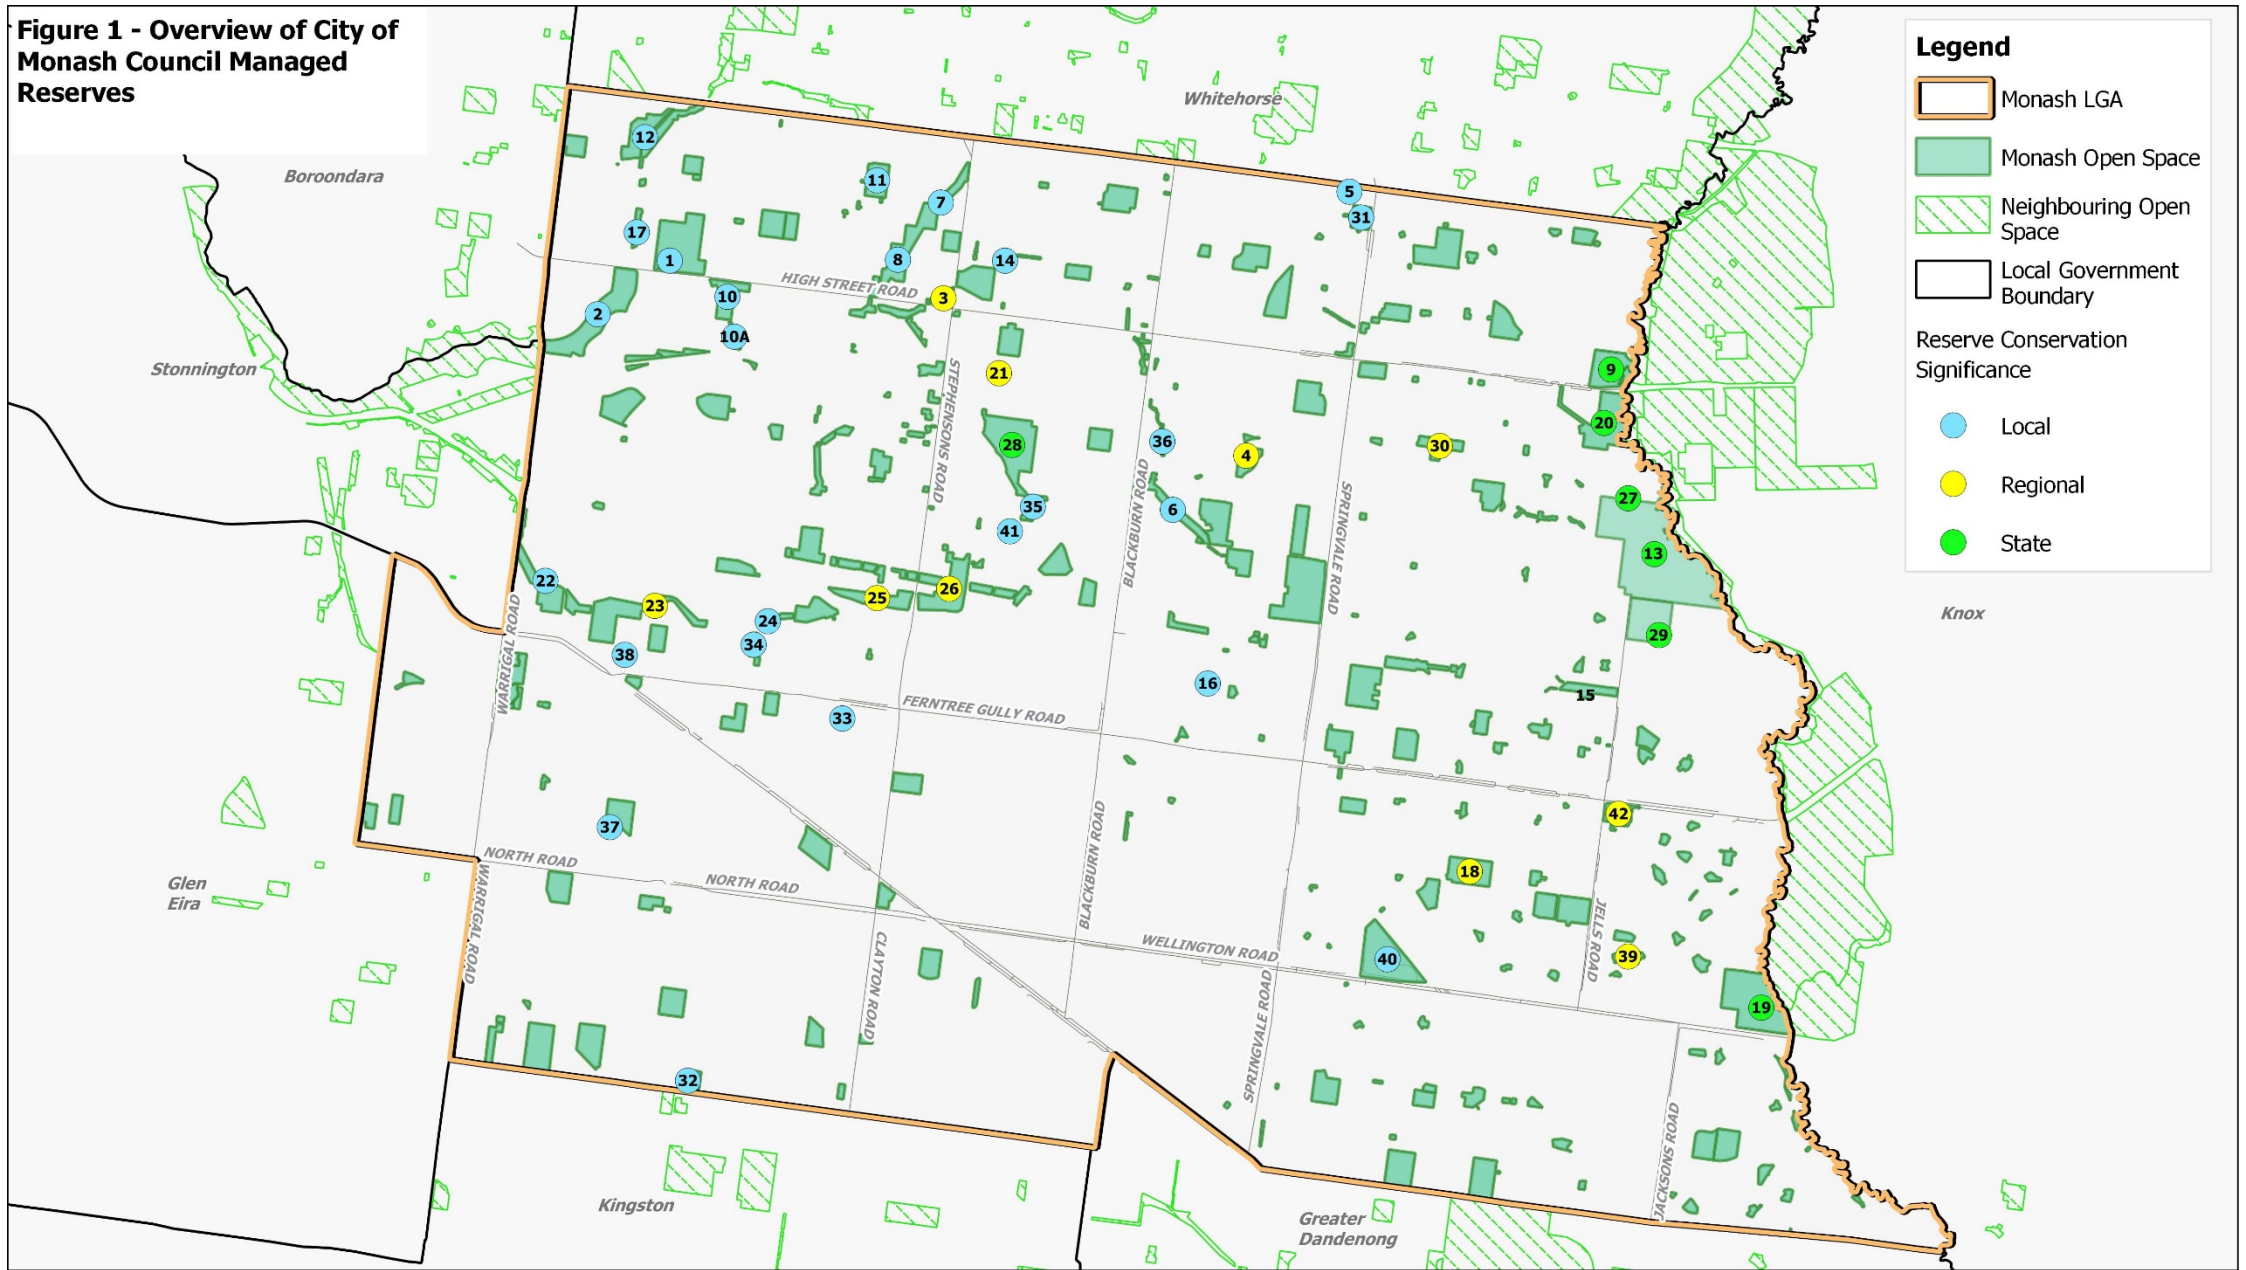 Figure 1 - Overview of City of
Monash Council Managed
Reserves
Legend
Monash LGA
Monash Open Space
Neighbouring Open
Space
Local Government
Boundary
Reserve Conservation
Significance
Local
Regional
State
Whitehorse
Boroondara
Stonnington
Knox
Glen
Eira
Kingston
Greater
Dandenong
HIGH STREET ROAD
STEPHENSONS ROAD
BLACKBURN ROAD
SPRINGVALE ROAD
WARRIGAL ROAD
FERNTREE GULLY ROAD
NORTH ROAD
NORTH ROAD
WARRIGAL ROAD
BLACKBURN ROAD
CLAYTON ROAD
WELLINGTON ROAD
SPRINGVALE ROAD
JELLS ROAD
JACKSONS ROAD
12
11
7
5
31
17
1
8
14
10
3
2
10A
21
9
20
28
36
4
30
27
35
6
41
13
22
23
25
26
24
34
38
29
16
15
33
42
37
18
40
39
19
32